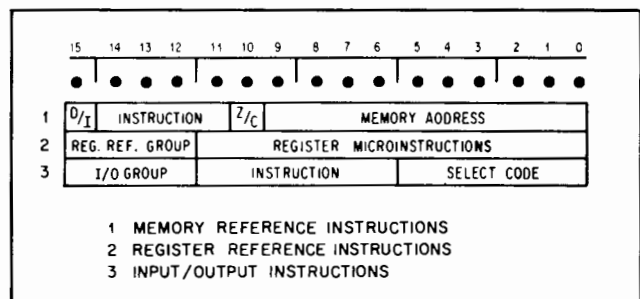 15 14 13 12 11 10 9 8 7 6 5 4 3 2 1 0
1 D/I INSTRUCTION Z/C MEMORY ADDRESS
2 REG. REF. GROUP REGISTER MICROINSTRUCTIONS
3 I/O GROUP INSTRUCTION SELECT CODE
1 MEMORY REFERENCE INSTRUCTIONS
2 REGISTER REFERENCE INSTRUCTIONS
3 INPUT/OUTPUT INSTRUCTIONS